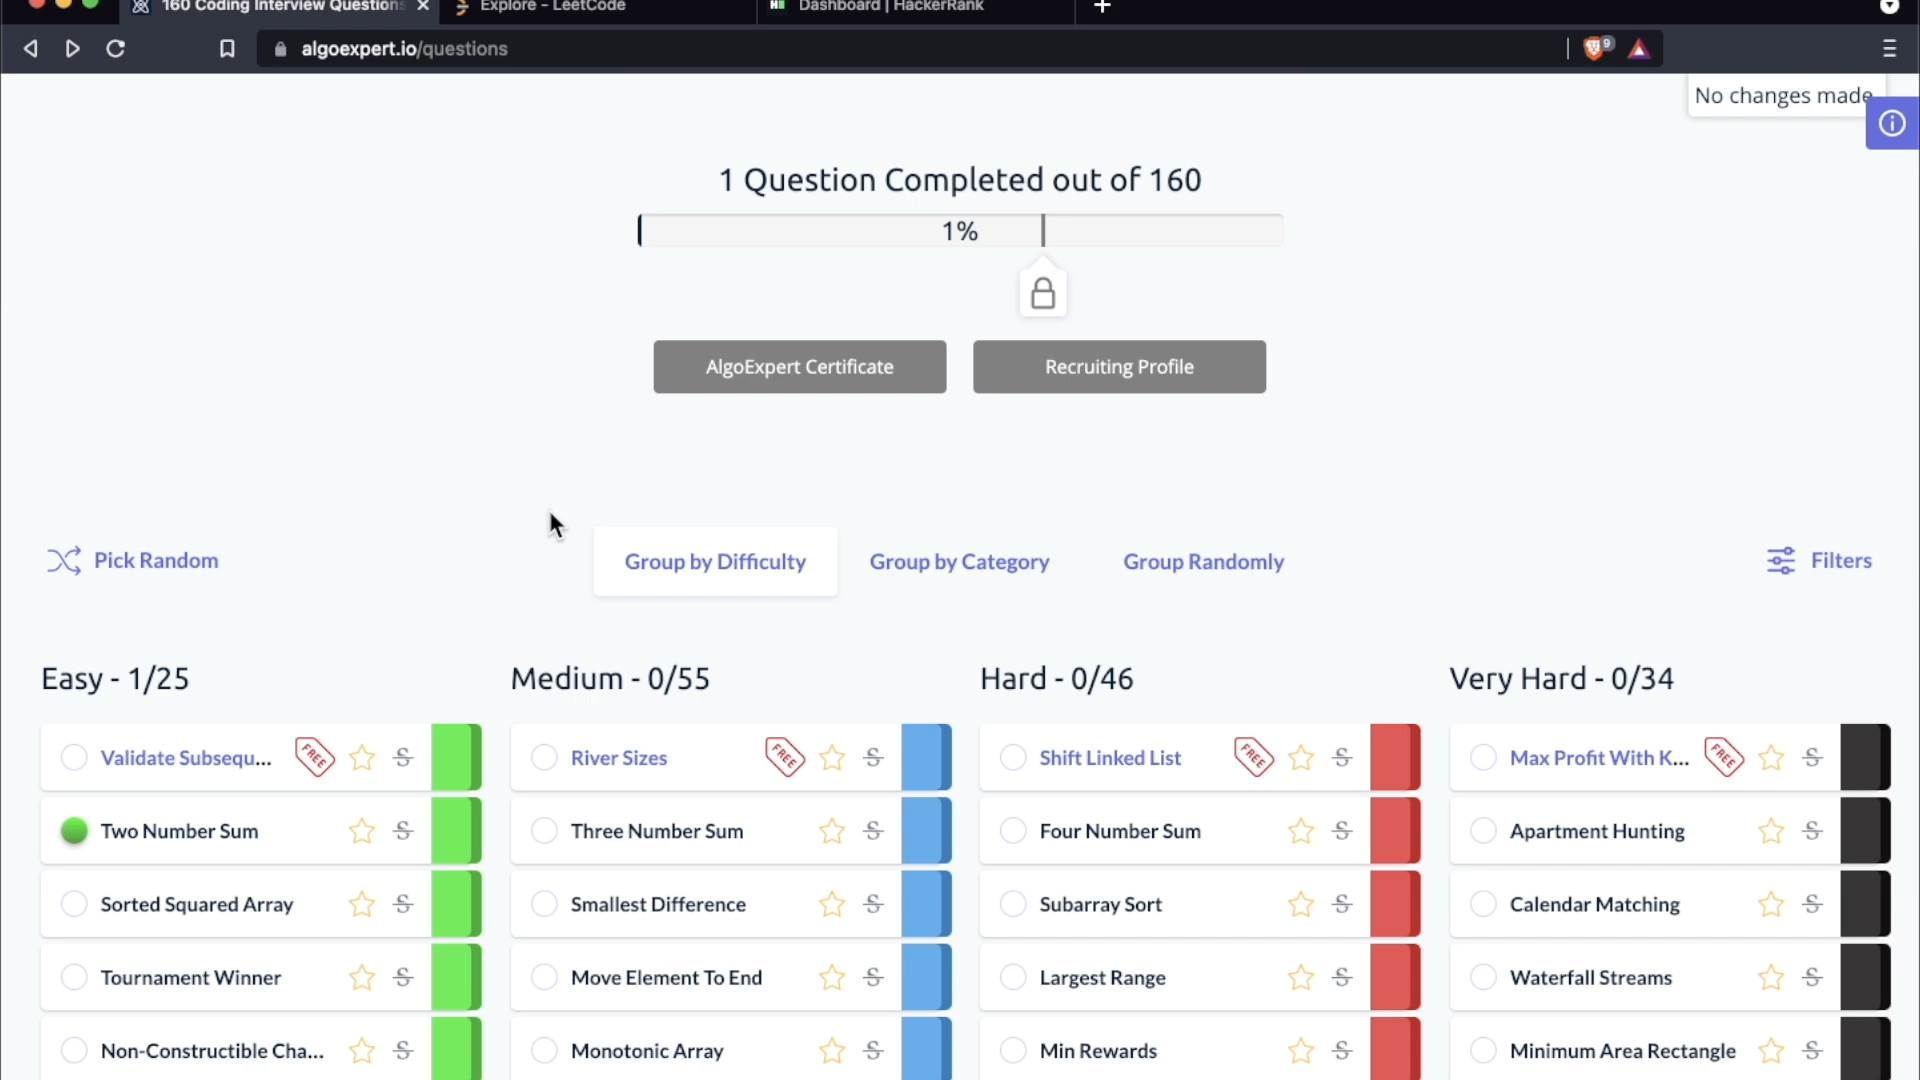 160 Coding Interview Questions
Explore - LeetCode
Dashboard | HackerRank
algoexpert.io/questions
9
No changes made
1 Question Completed out of 160
1%
AlgoExpert Certificate
Recruiting Profile
Pick Random
Group by Difficulty
Group by Category
Group Randomly
Filters
Easy - 1/25
Medium - 0/55
Hard - 0/46
Very Hard - 0/34
Validate Subsequ... FREE
River Sizes FREE
Shift Linked List FREE
Max Profit With K... FREE
Two Number Sum
Three Number Sum
Four Number Sum
Apartment Hunting
Sorted Squared Array
Smallest Difference
Subarray Sort
Calendar Matching
Tournament Winner
Move Element To End
Largest Range
Waterfall Streams
Non-Constructible Cha...
Monotonic Array
Min Rewards
Minimum Area Rectangle